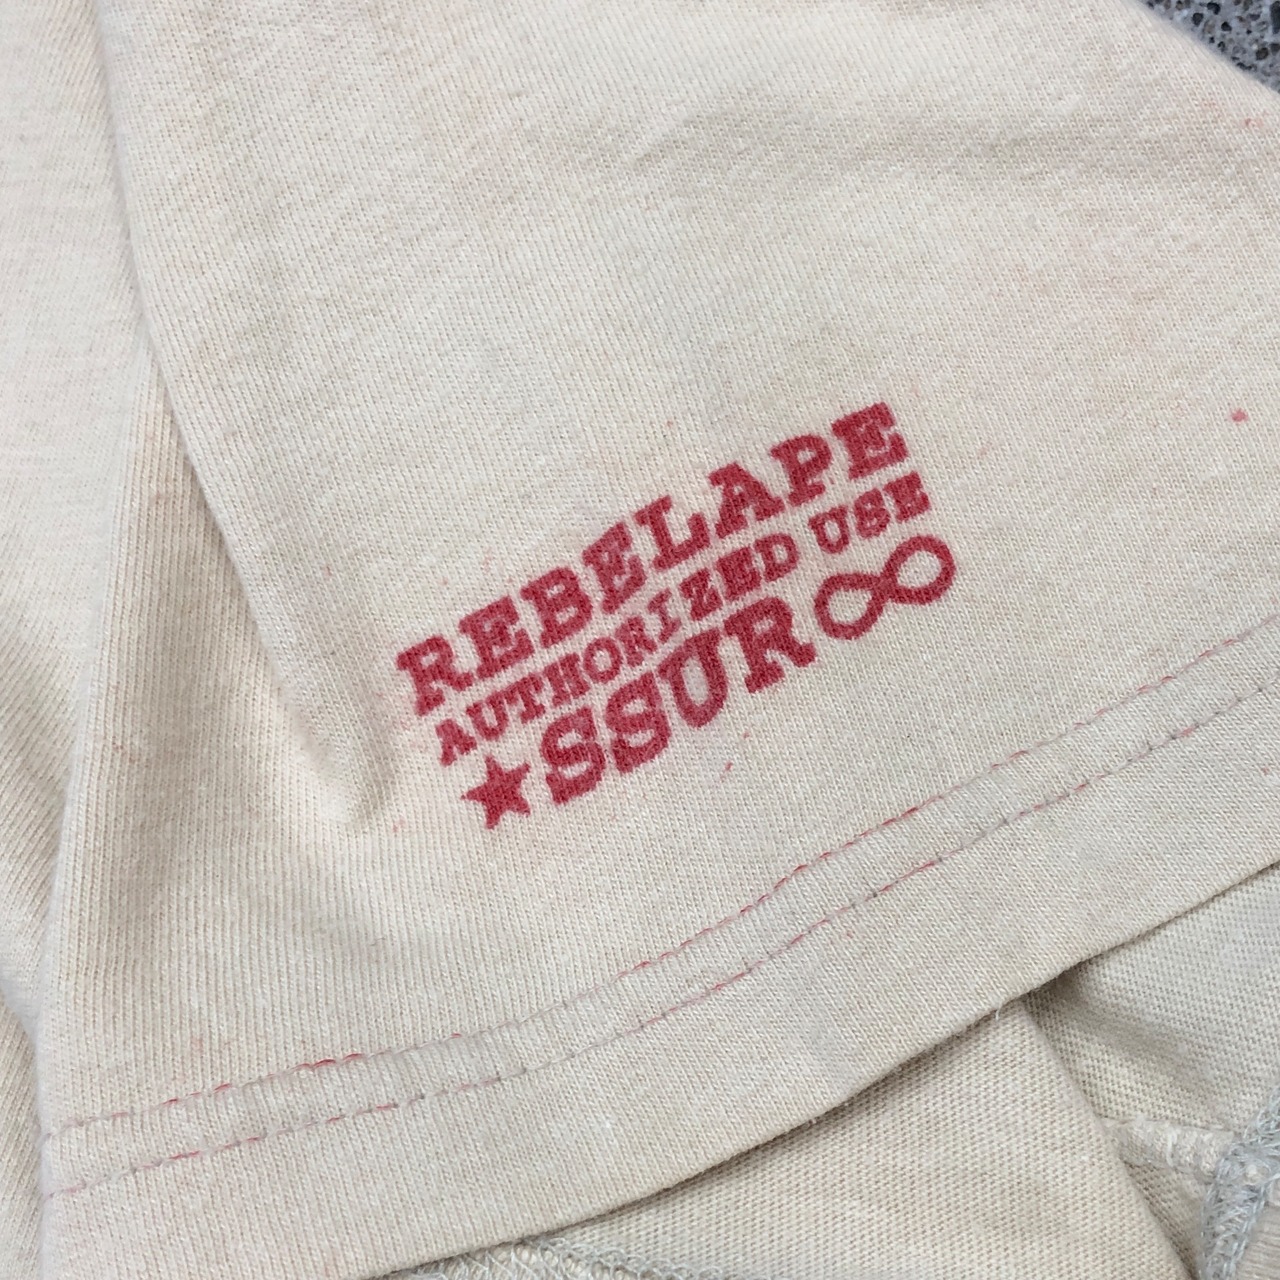 REBELAPE
AUTHORIZED USE
★SSUR∞